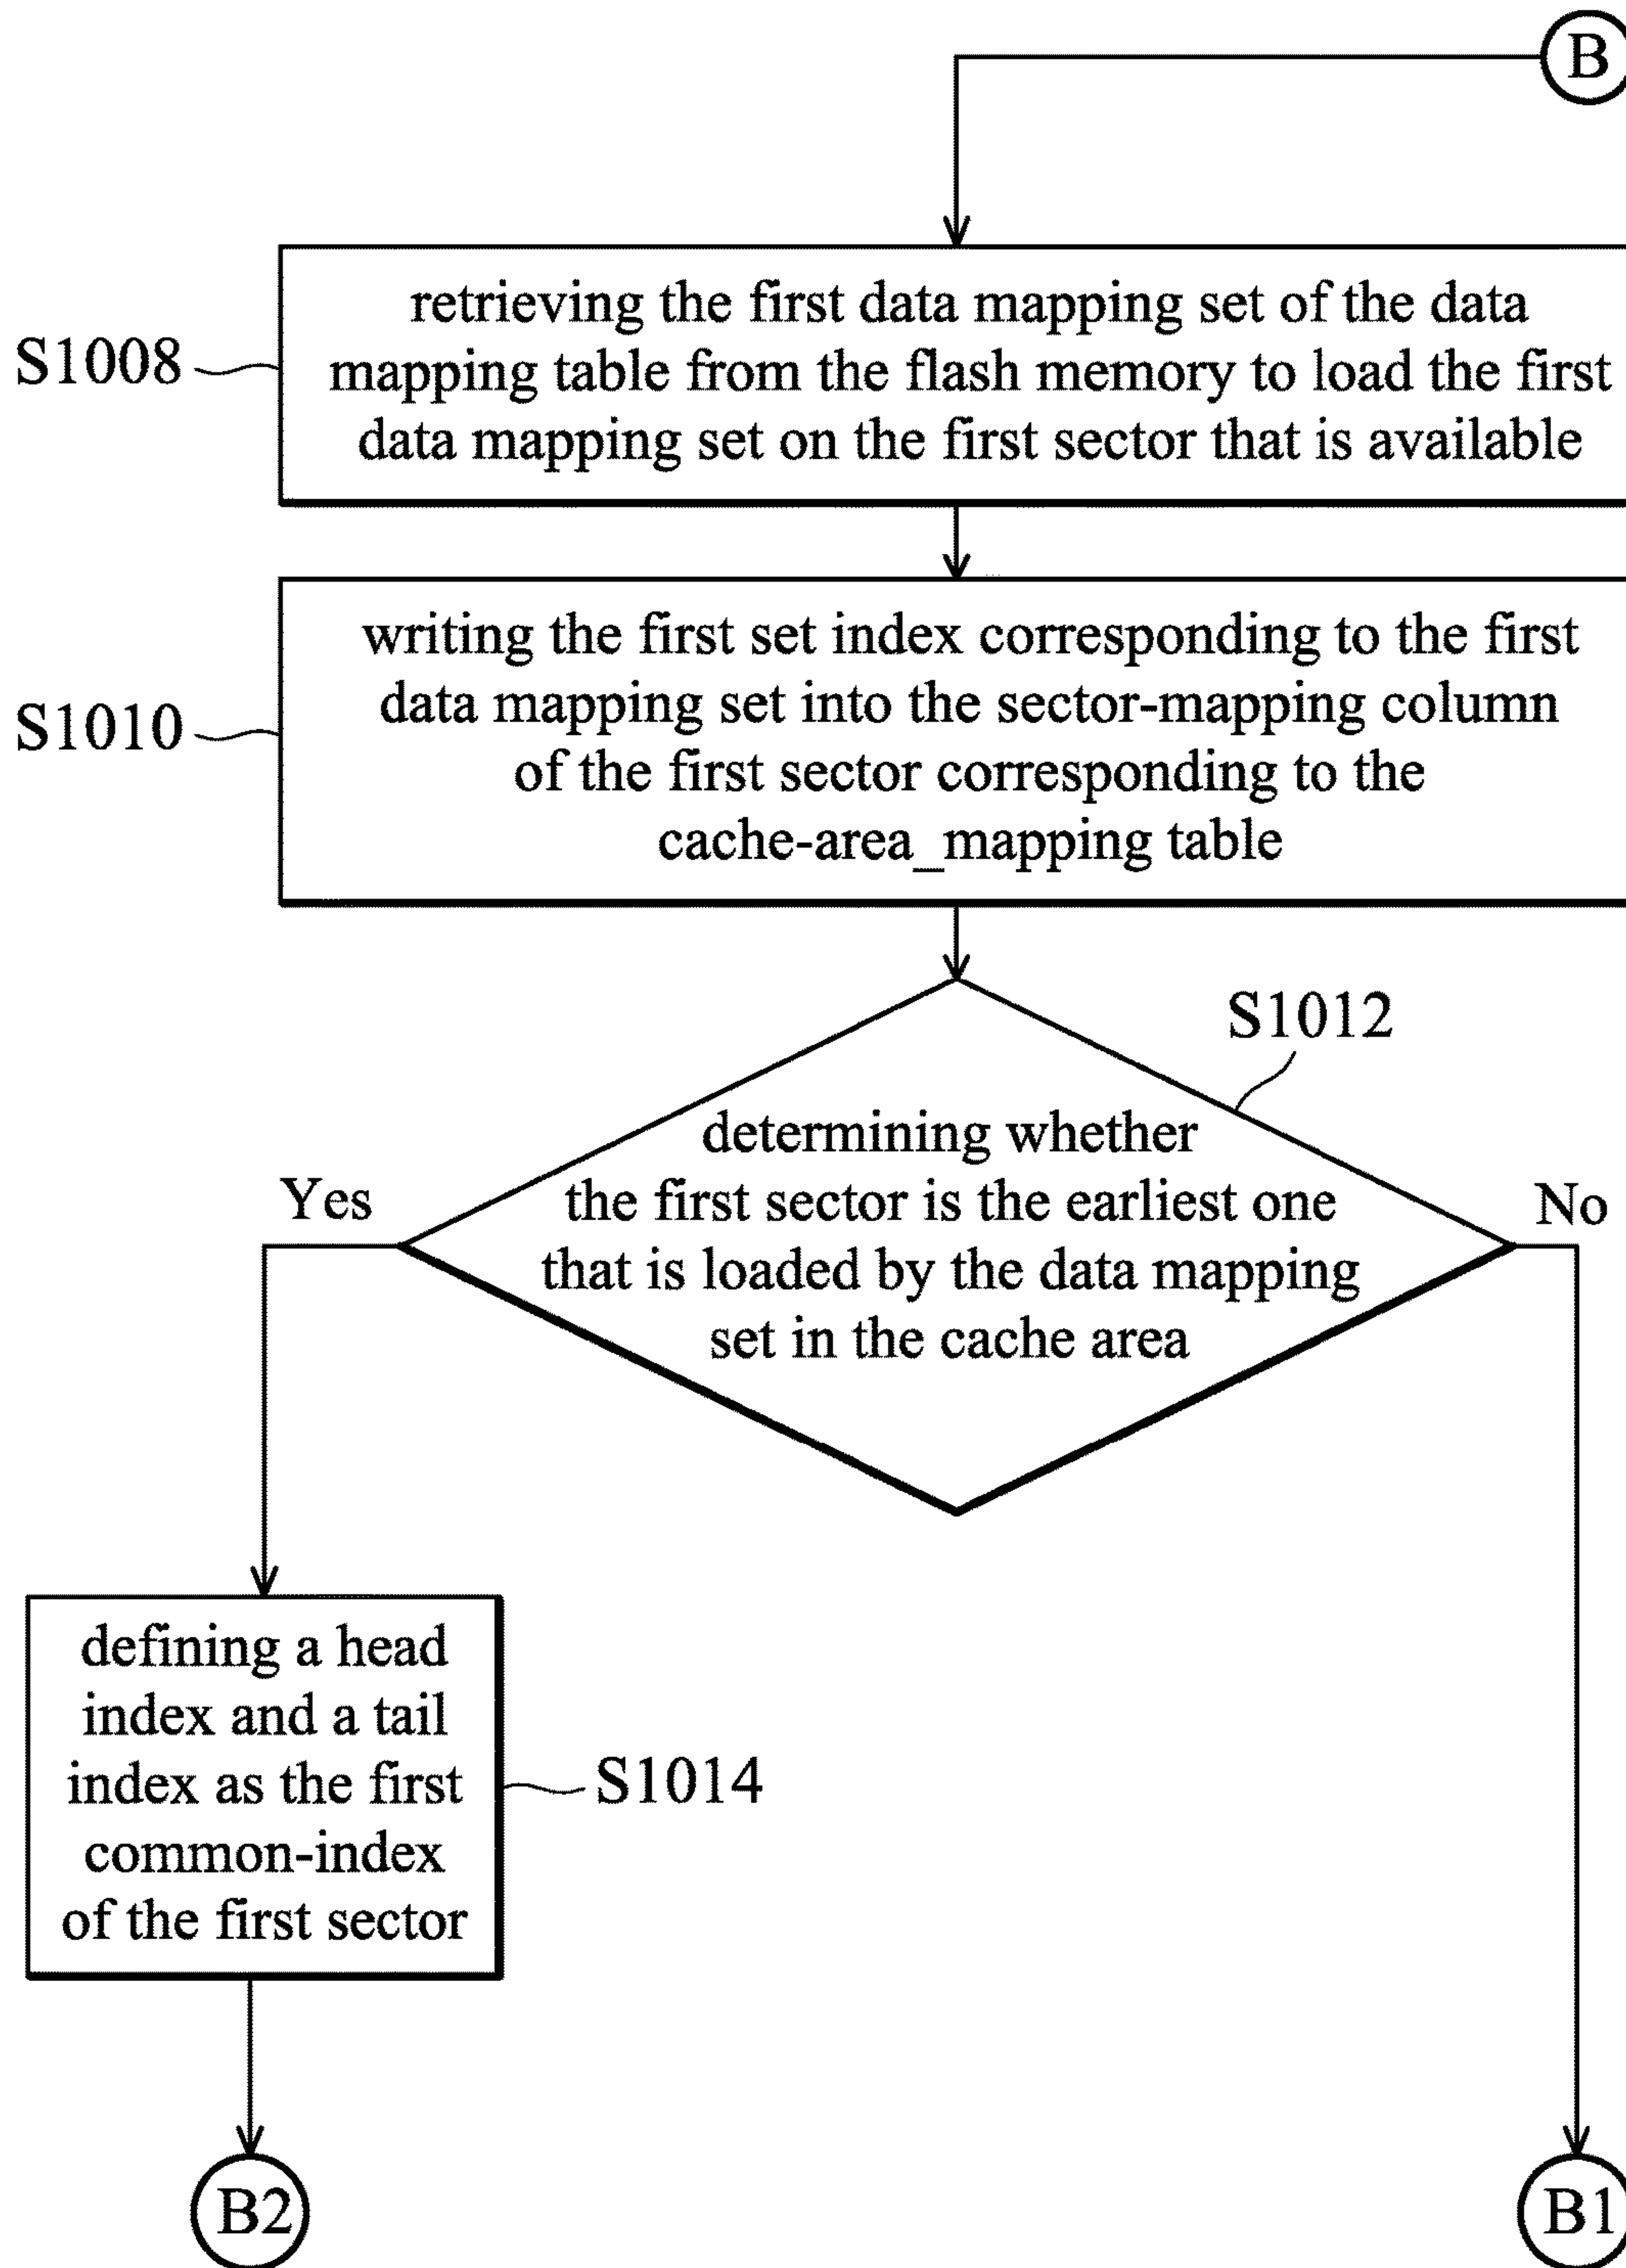 B
retrieving the first data mapping set of the data
S1008
mapping table from the flash memory to load the first
data mapping set on the first sector that is available
writing the first set index corresponding to the first
S1010
data mapping set into the sector-mapping column
of the first sector corresponding to the
cache-area_mapping table
S1012
determining whether
Yes
the first sector is the earliest one
No
that is loaded by the data mapping
set in the cache area
defining a head
index and a tail
index as the first
S1014
common-index
of the first sector
B2
B1